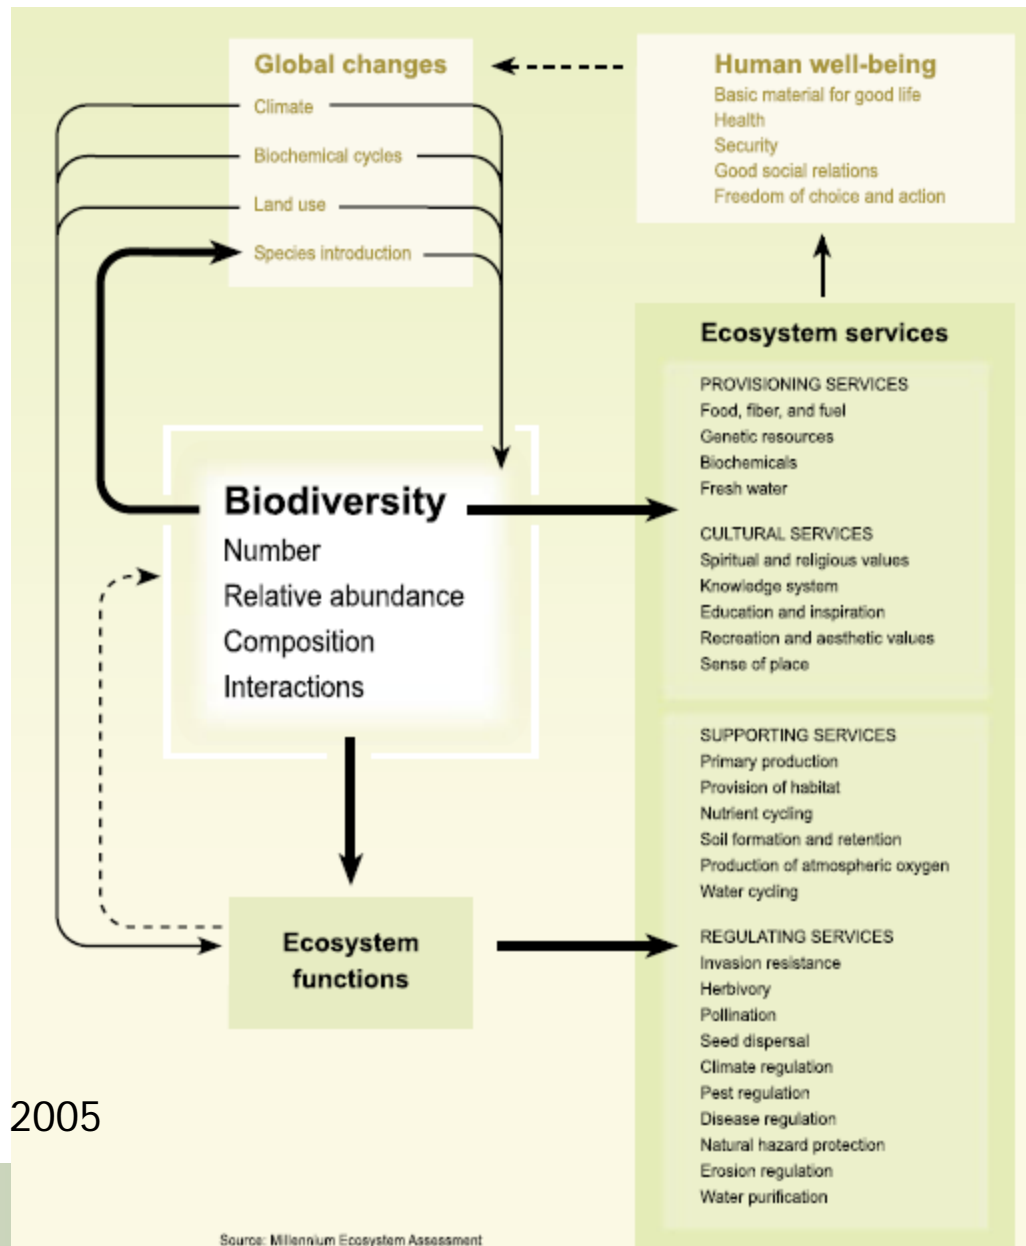 Global changes
Climate
Biochemical cycles
Land use
Species introduction
Human well-being
Basic material for good life
Health
Security
Good social relations
Freedom of choice and action
Biodiversity
Number
Relative abundance
Composition
Interactions
Ecosystem
functions
Ecosystem services
PROVISIONING SERVICES
Food, fiber, and fuel
Genetic resources
Biochemicals
Fresh water
CULTURAL SERVICES
Spiritual and religious values
Knowledge system
Education and inspiration
Recreation and aesthetic values
Sense of place
SUPPORTING SERVICES
Primary production
Provision of habitat
Nutrient cycling
Soil formation and retention
Production of atmospheric oxygen
Water cycling
REGULATING SERVICES
Invasion resistance
Herbivory
Pollination
Seed dispersal
Climate regulation
Pest regulation
Disease regulation
Natural hazard protection
Erosion regulation
Water purification
2005
Source: Millennium Ecosystem Assessment